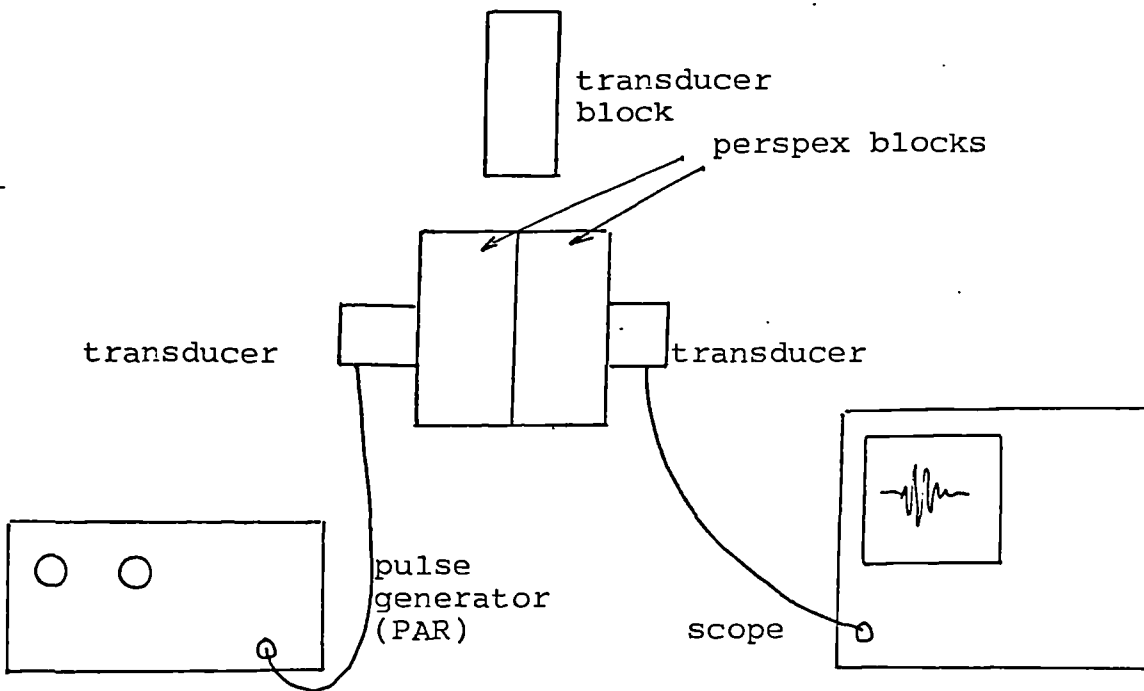 transducer
block
perspex blocks
transducer
transducer
pulse
generator
(PAR)
scope